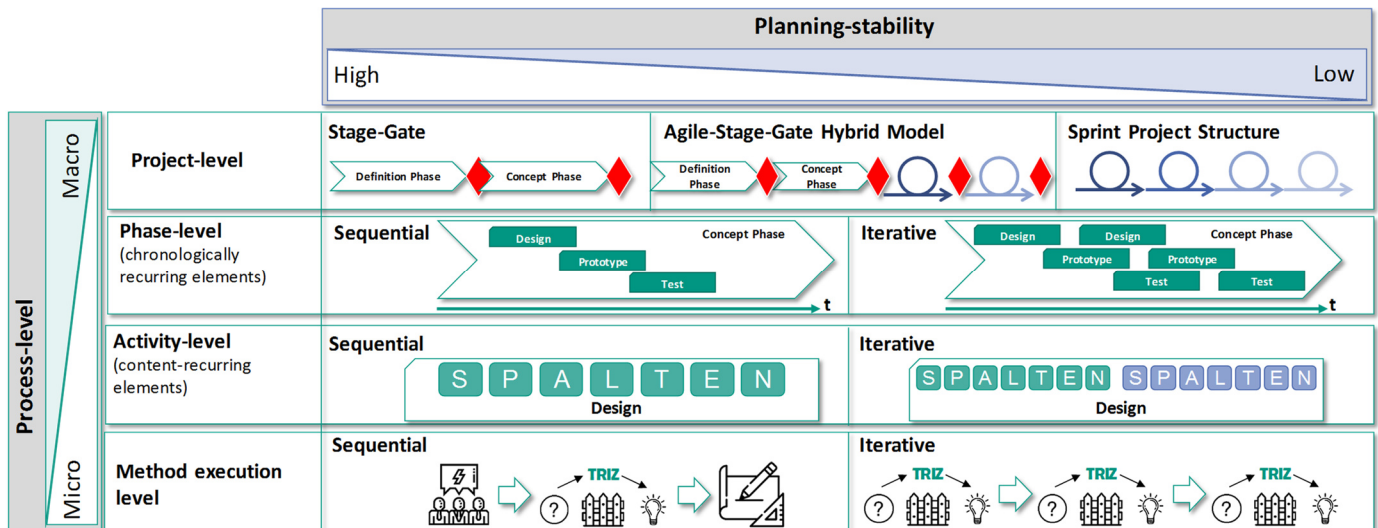 Planning-stability
High
Low
Process-level
Macro
Micro
Project-level
Stage-Gate
Definition Phase
Concept Phase
Agile-Stage-Gate Hybrid Model
Definition
Phase
Concept
Phase
Sprint Project Structure
Phase-level
(chronologically
recurring elements)
Sequential
Design
Prototype
Test
Concept Phase
t
Iterative
Design
Design
Prototype
Prototype
Test
Test
Concept Phase
t
Activity-level
(content-recurring
elements)
Sequential
S P A L T E N
Design
Iterative
S P A L T E N S P A L T E N
Design
Method execution
level
Sequential
TRIZ
?
Iterative
TRIZ
?
TRIZ
?
TRIZ
?